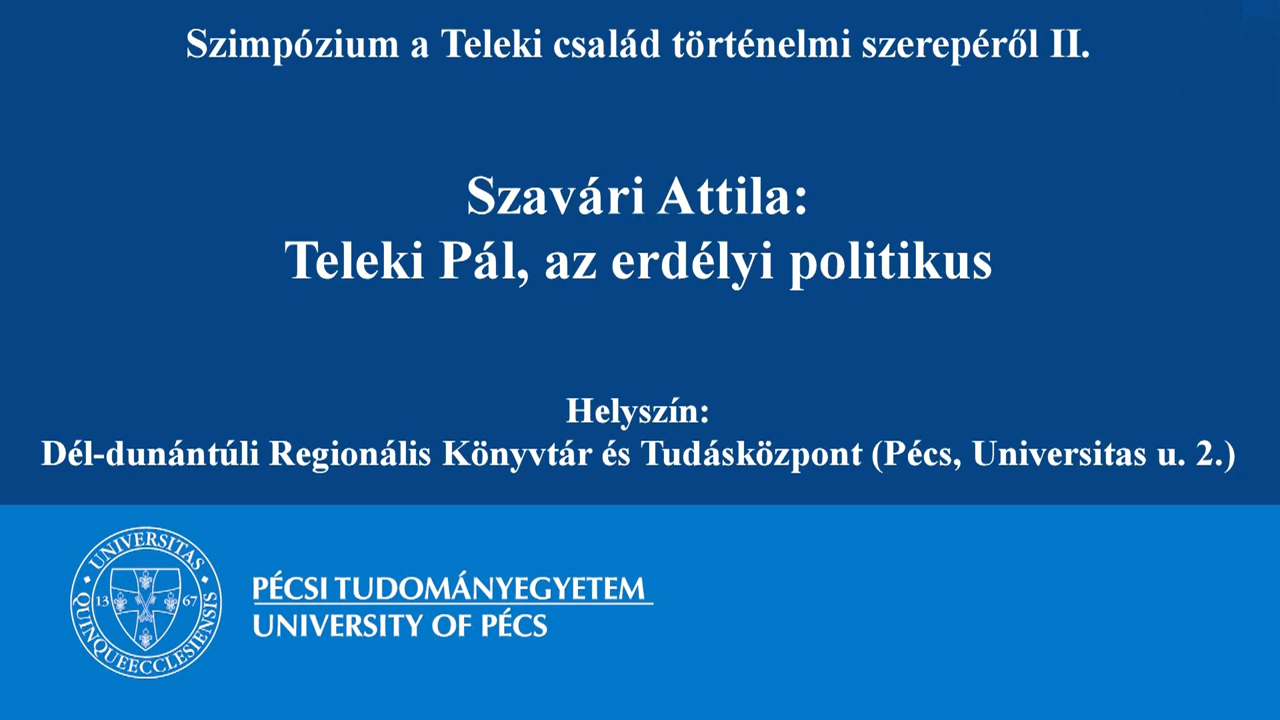 Szimpózium a Teleki család történelmi szerepéről II.
Szavári Attila:
Teleki Pál, az erdélyi politikus
Helyszín:
Dél-dunántúli Regionális Könyvtár és Tudásközpont (Pécs, Universitas u. 2.)
UNIVERSITAS
13 67
QUINQUEECCLESIENSIS
PÉCSI TUDOMÁNYEGYETEM
UNIVERSITY OF PÉCS